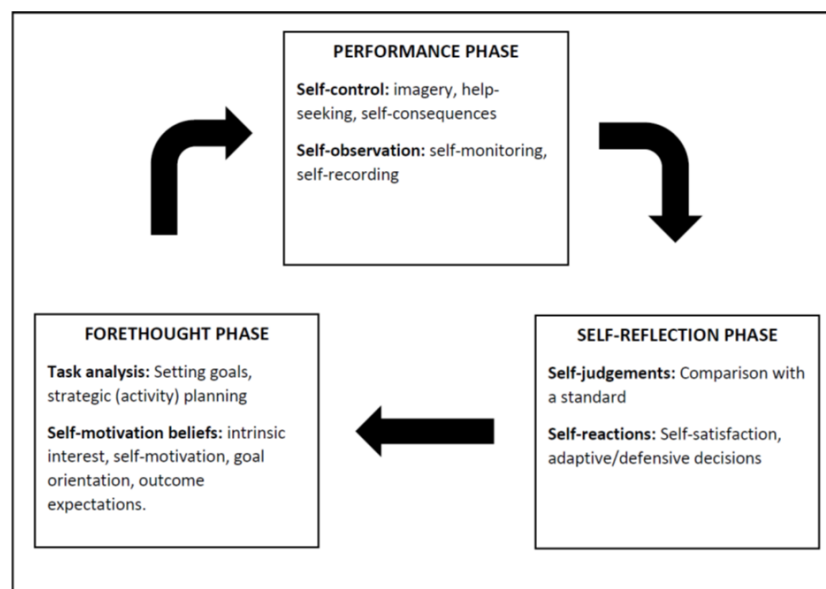 PERFORMANCE PHASE
Self-control: imagery, help-
seeking, self-consequences
Self-observation: self-monitoring,
self-recording
FORETHOUGHT PHASE
Task analysis: Setting goals,
strategic (activity) planning
Self-motivation beliefs: intrinsic
interest, self-motivation, goal
orientation, outcome
expectations.
SELF-REFLECTION PHASE
Self-judgements: Comparison with
a standard
Self-reactions: Self-satisfaction,
adaptive/defensive decisions